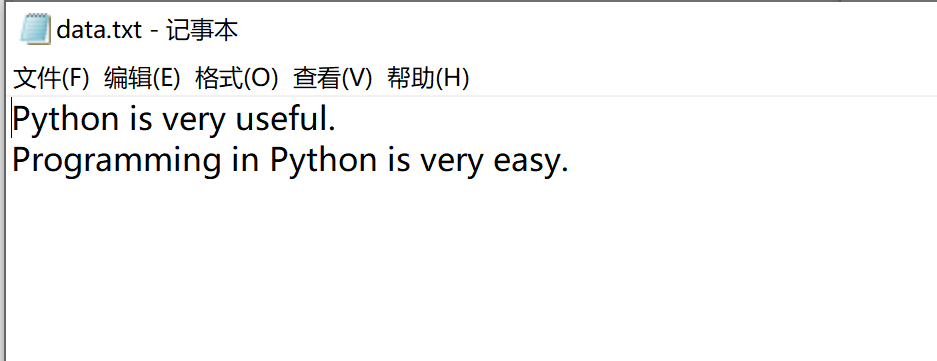 data.txt - 记事本
文件(F) 编辑(E) 格式(O) 查看(V) 帮助(H)
Python is very useful.
Programming in Python is very easy.